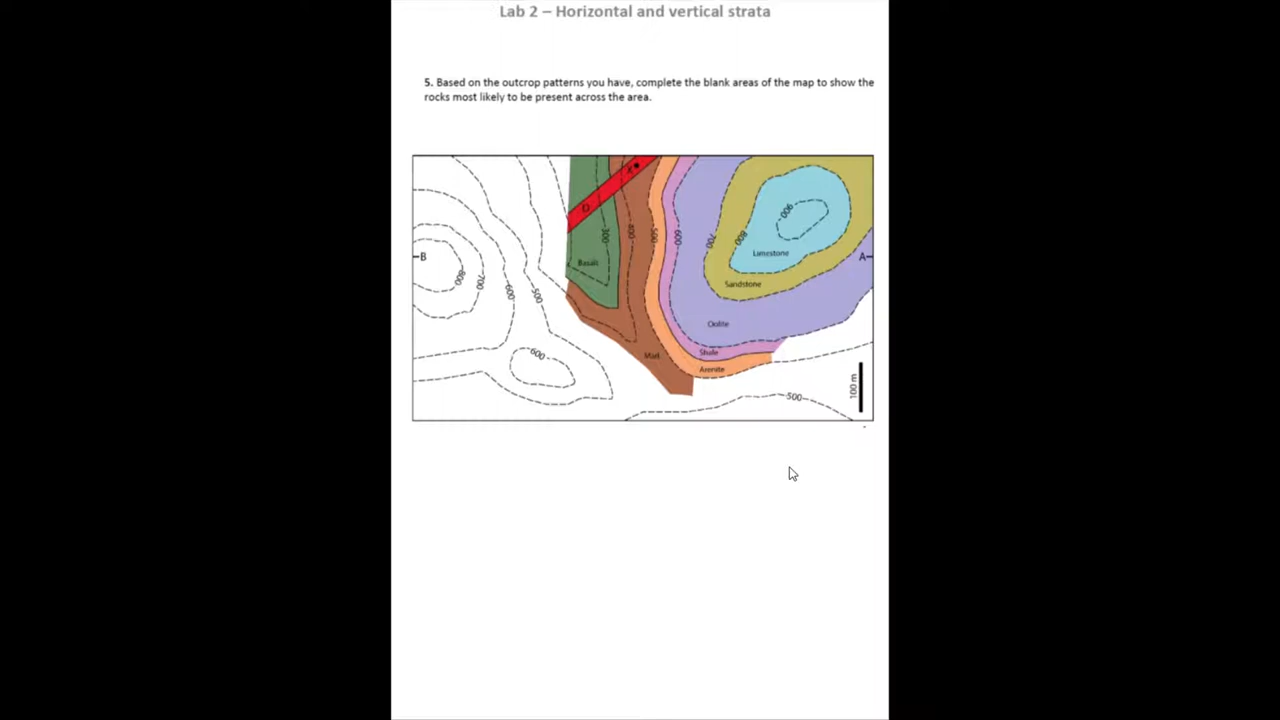 Lab 2 – Horizontal and vertical strata
5. Based on the outcrop patterns you have, complete the blank areas of the map to show the
rocks most likely to be present across the area.
X
D
300
400
500
600
700
800
900
Basalt
Limestone
A
Sandstone
B
800
700
600
500
Oolite
600
Shale
Marl
Arenite
100 m
500